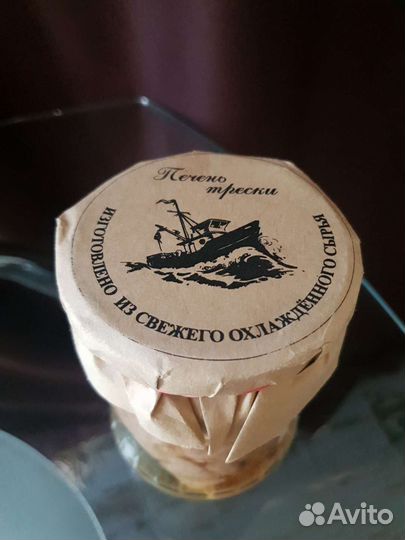 Печень
трески
ИЗГОТОВЛЕНО ИЗ СВЕЖЕГО ОХЛАЖДЁННОГО СЫРЬЯ
Avito